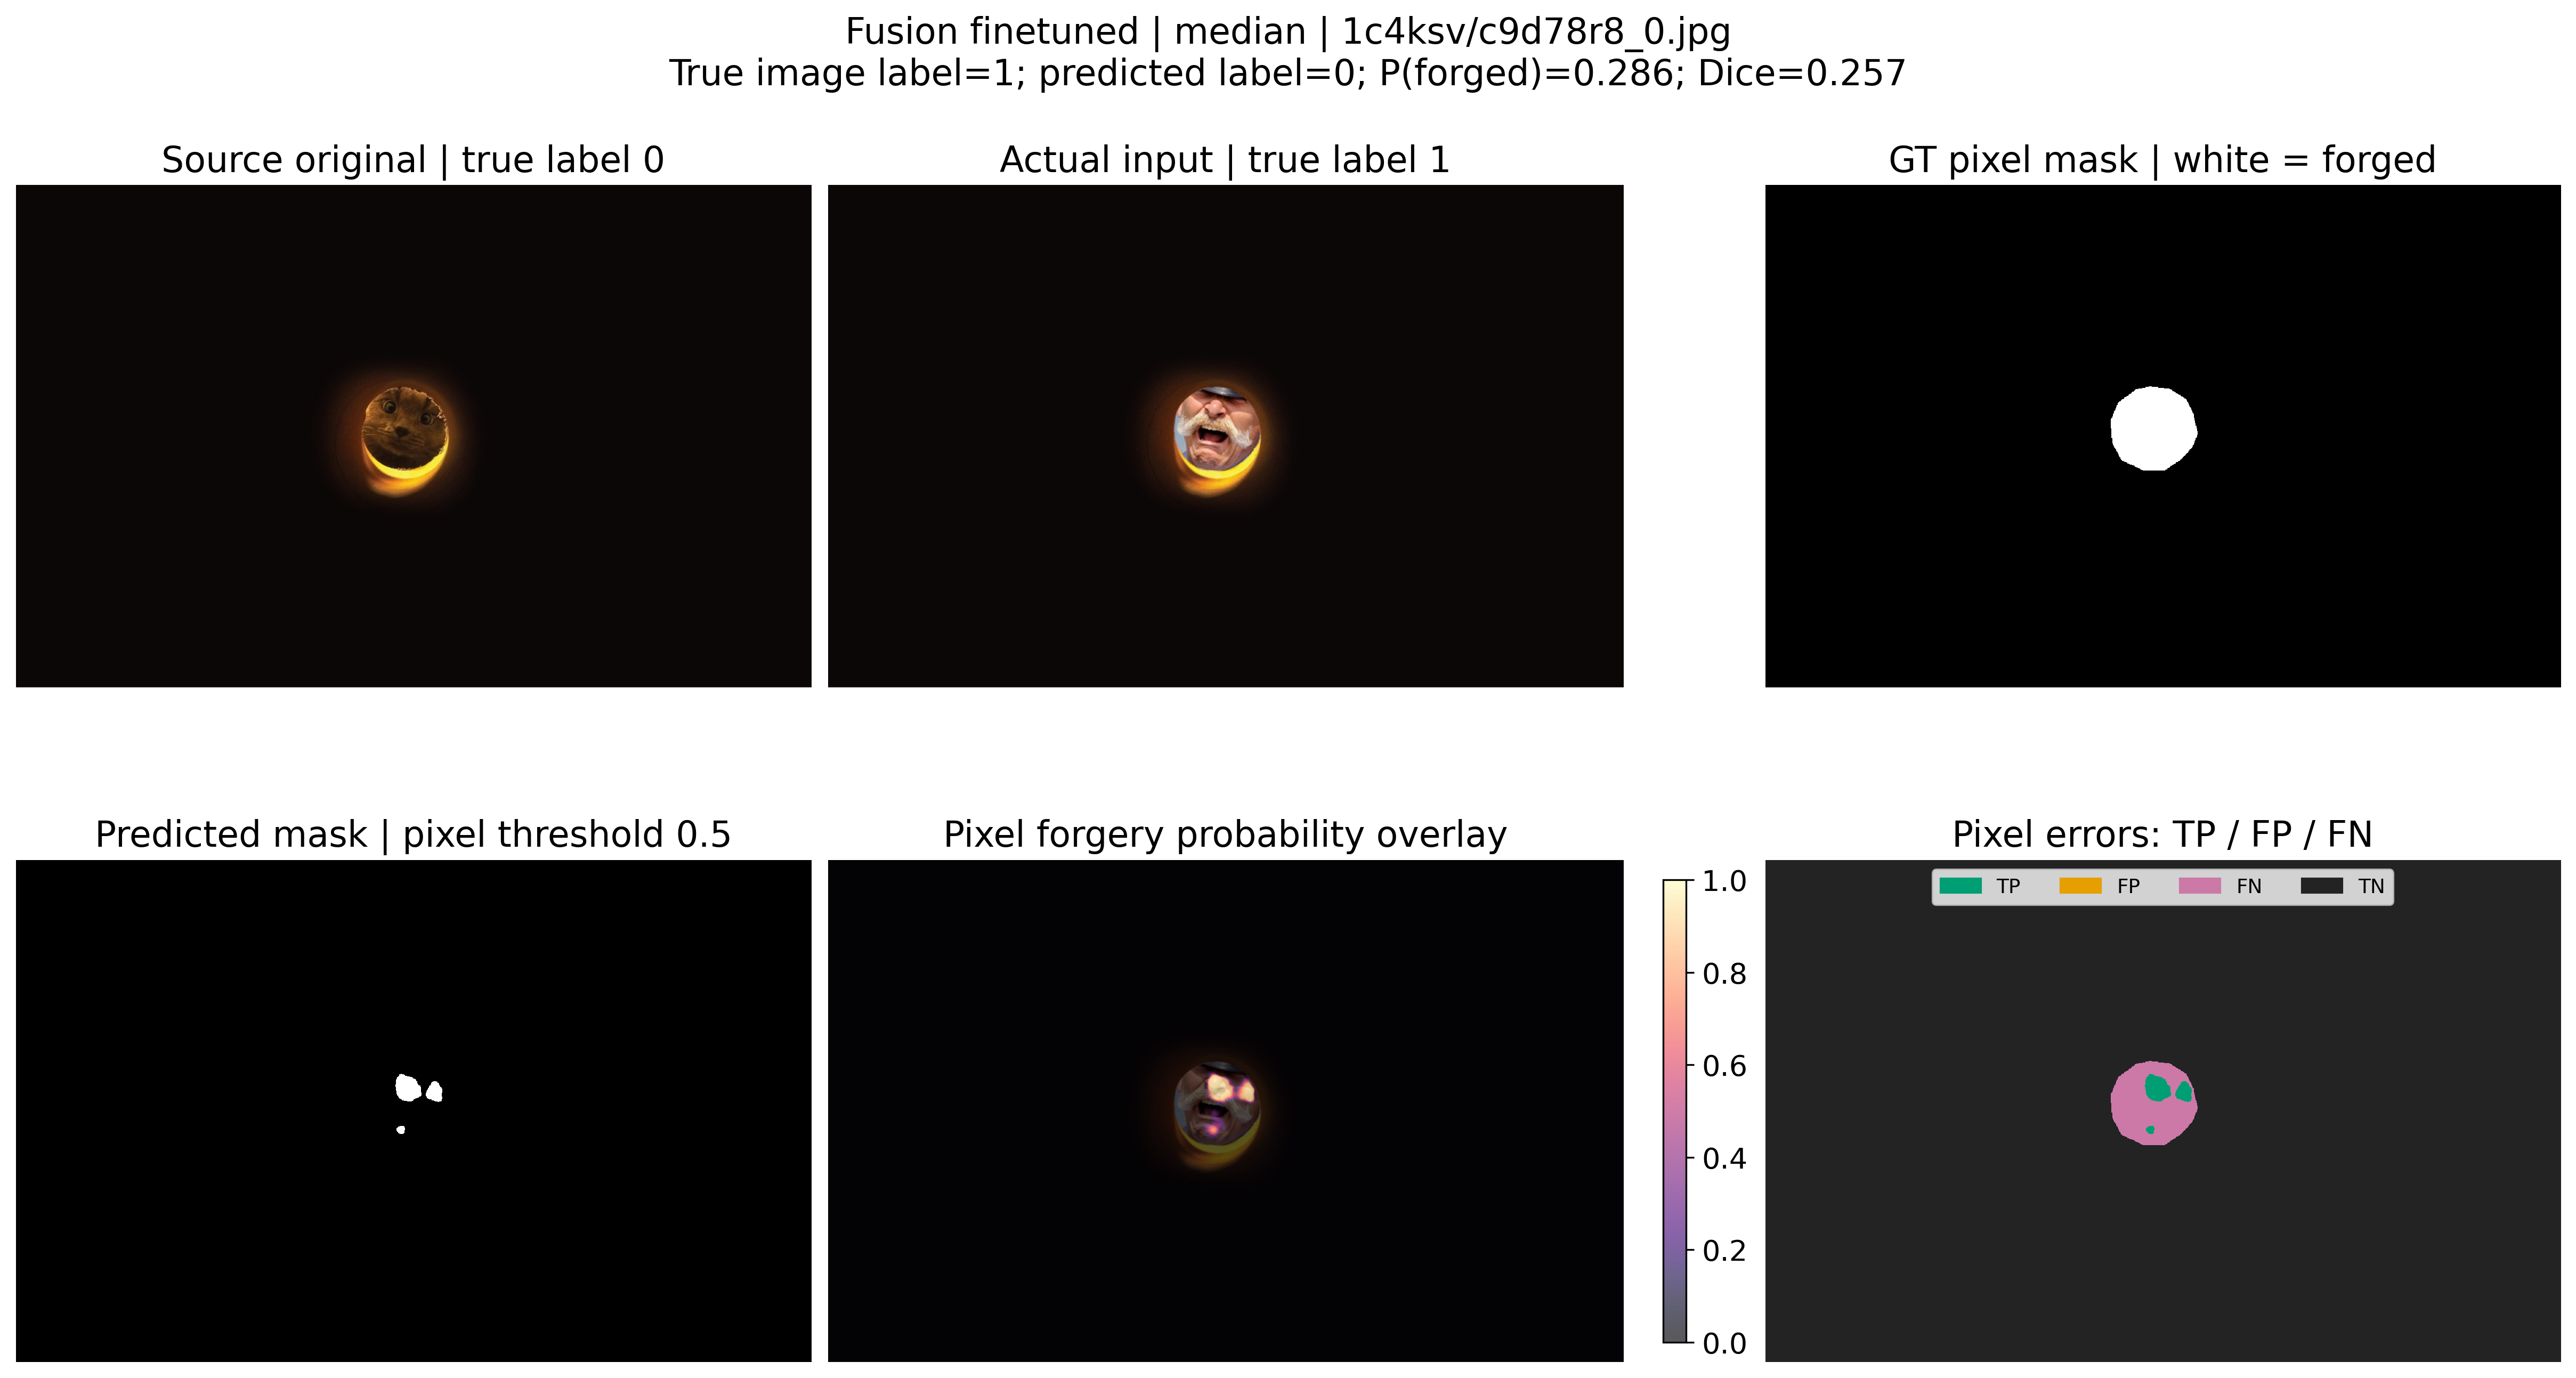 Fusion finetuned | median | 1c4ksv/c9d78r8_0.jpg
True image label=1; predicted label=0; P(forged)=0.286; Dice=0.257
Source original | true label 0
Actual input | true label 1
GT pixel mask | white = forged
Predicted mask | pixel threshold 0.5
Pixel forgery probability overlay
1.0
0.8
0.6
0.4
0.2
0.0
Pixel errors: TP / FP / FN
TP FP FN TN